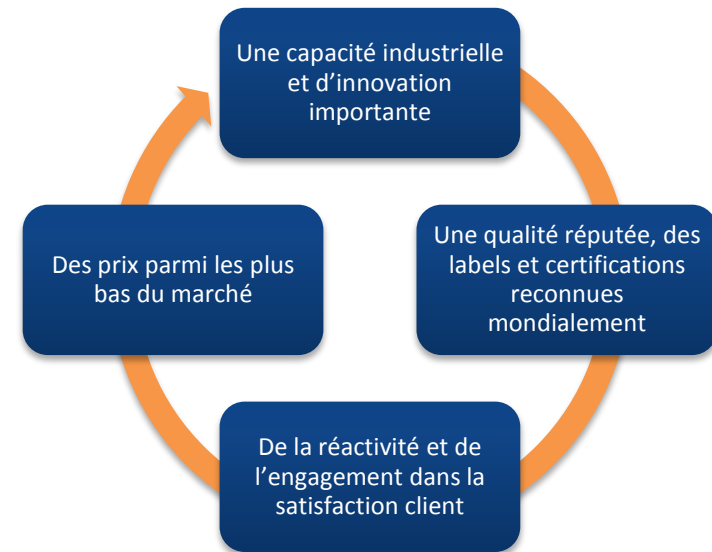 Une capacité industrielle
et d’innovation
importante
Une qualité réputée, des
labels et certifications
reconnues
mondialement
De la réactivité et de
l’engagement dans la
satisfaction client
Des prix parmi les plus
bas du marché